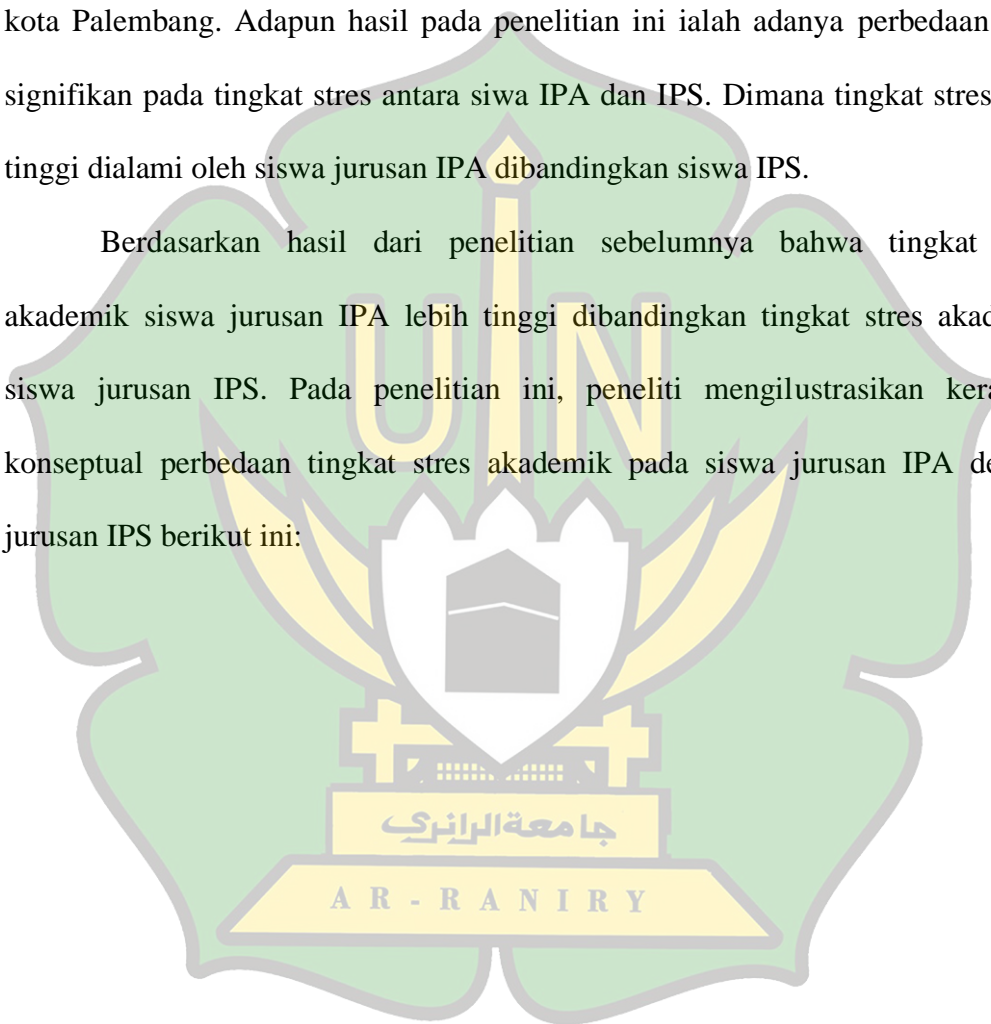 kota Palembang. Adapun hasil pada penelitian ini ialah adanya perbedaan
signifikan pada tingkat stres antara siwa IPA dan IPS. Dimana tingkat stres
tinggi dialami oleh siswa jurusan IPA dibandingkan siswa IPS.
Berdasarkan hasil dari penelitian sebelumnya bahwa tingkat
akademik siswa jurusan IPA lebih tinggi dibandingkan tingkat stres
siswa jurusan IPS. Pada penelitian ini, peneliti mengilustrasikan
konseptual perbedaan tingkat stres akademik pada siswa jurusan IPA
jurusan IPS berikut ini:
UIN
جامعة الرانري
AR-RANIRY